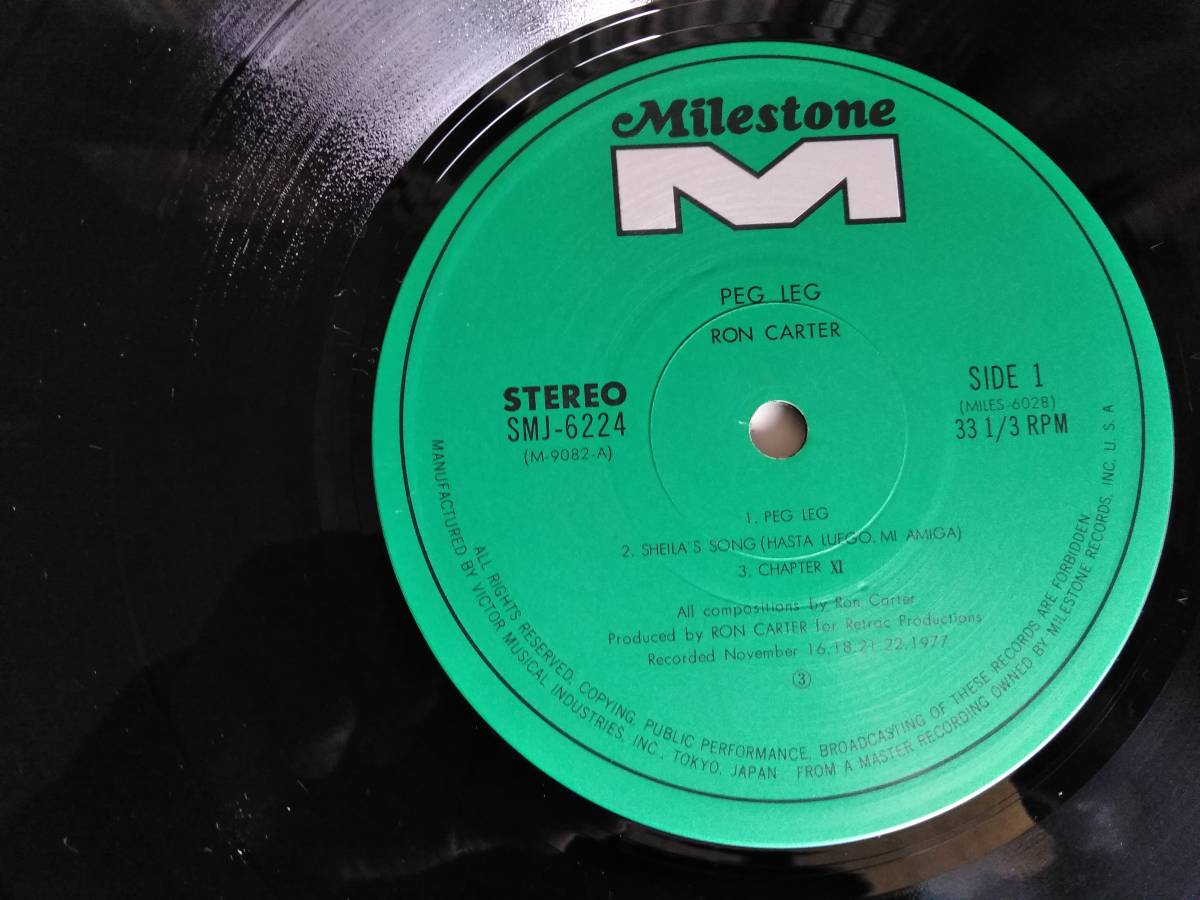 Milestone
M
PEG LEG
RON CARTER
STEREO
SMJ-6224
(M-9082-A)
SIDE 1
(MILES-6028)
33 1/3 RPM
1. PEG LEG
2. SHEILA'S SONG (HASTA LUEGO, MI AMIGA)
3. CHAPTER XI
All compositions by Ron Carter
Produced by RON CARTER for Retrac Productions
Recorded November 16,18,21,22,1977
③
ALL RIGHTS RESERVED, COPYING, PUBLIC PERFORMANCE, BROADCASTING OF THESE RECORDS ARE FORBIDDEN.
MANUFACTURED BY VICTOR MUSICAL INDUSTRIES, INC., TOKYO, JAPAN FROM A MASTER RECORDING OWNED BY MILESTONE RECORDS, INC. U.S.A